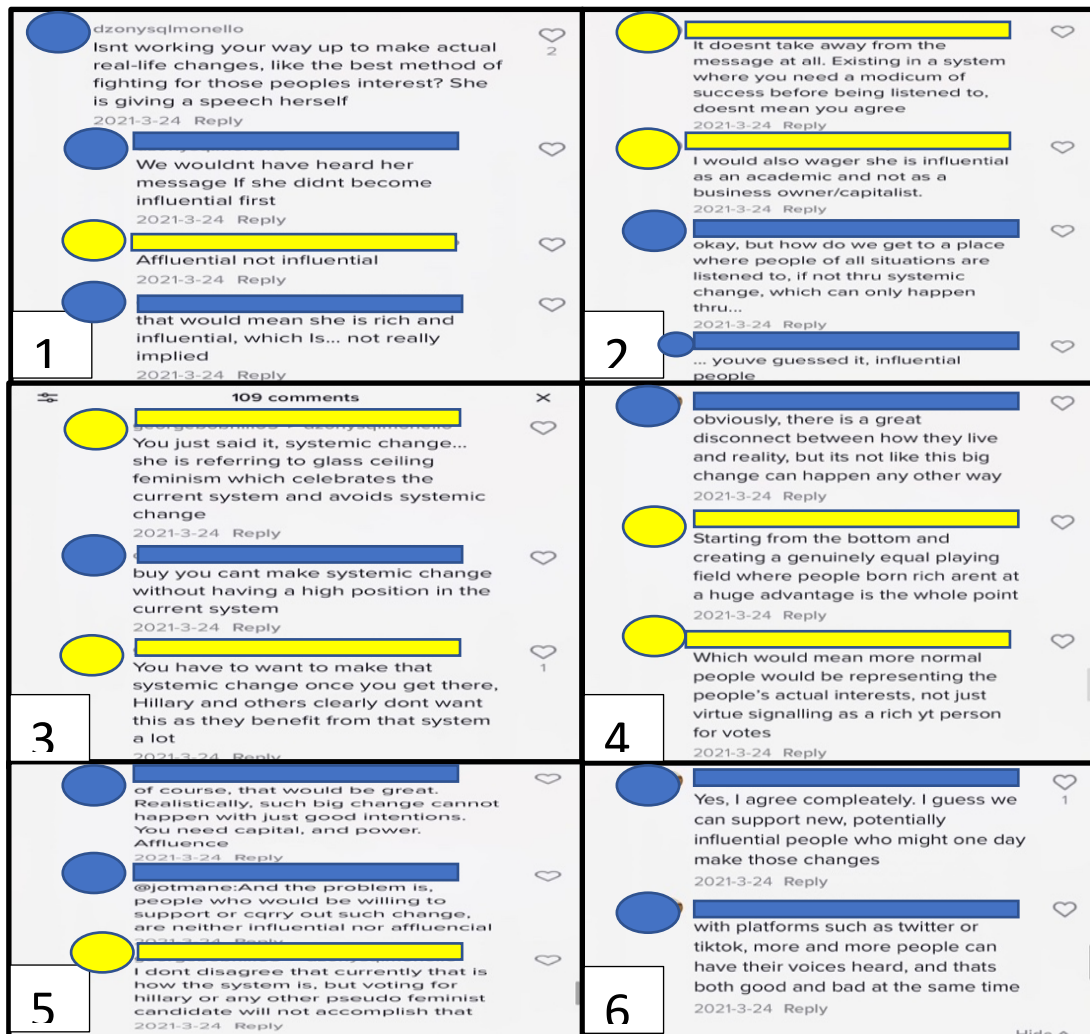 dzonysqlmonello
Isnt working your way up to make actual
real-life changes, like the best method of
fighting for those peoples interest? She
is giving a speech herself
2
2021-3-24 Reply
We wouldnt have heard her
message If she didnt become
influential first
2021-3-24 Reply
Affluential not influential
2021-3-24 Reply
that would mean she is rich and
influential, which Is... not really
implied
2021-3-24 Reply
1
It doesnt take away from the
message at all. Existing in a system
where you need a modicum of
success before being listened to,
doesnt mean you agree
2021-3-24 Reply
I would also wager she is influential
as an academic and not as a
business owner/capitalist.
2021-3-24 Reply
okay, but how do we get to a place
where people of all situations are
listened to, if not thru systemic
change, which can only happen
thru...
2021-3-24 Reply
... youve guessed it, influential
people
2
109 comments
You just said it, systemic change...
she is referring to glass ceiling
feminism which celebrates the
current system and avoids systemic
change
2021-3-24 Reply
buy you cant make systemic change
without having a high position in the
current system
2021-3-24 Reply
You have to want to make that
systemic change once you get there,
Hillary and others clearly dont want
this as they benefit from that system
a lot
1
2021-3-24 Reply
3
obviously, there is a great
disconnect between how they live
and reality, but its not like this big
change can happen any other way
2021-3-24 Reply
Starting from the bottom and
creating a genuinely equal playing
field where people born rich arent at
a huge advantage is the whole point
2021-3-24 Reply
Which would mean more normal
people would be representing the
people's actual interests, not just
virtue signalling as a rich yt person
for votes
2021-3-24 Reply
4
of course, that would be great.
Realistically, such big change cannot
happen with just good intentions.
You need capital, and power.
Affluence
2021-3-24 Reply
@jotmane:And the problem is,
people who would be willing to
support or cqrry out such change,
are neither influential nor affluencial
2021-3-24 Reply
I dont disagree that currently that is
how the system is, but voting for
hillary or any other pseudo feminist
candidate will not accomplish that
2021-3-24 Reply
5
Yes, I agree compleately. I guess we
can support new, potentially
influential people who might one day
make those changes
1
2021-3-24 Reply
with platforms such as twitter or
tiktok, more and more people can
have their voices heard, and thats
both good and bad at the same time
2021-3-24 Reply
6
Hide